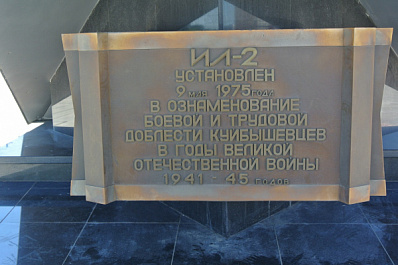 ИЛ-2
УСТАНОВЛЕН
9 МАЯ 1975 ГОДА
В ОЗНАМЕНОВАНИЕ
БОЕВОЙ И ТРУДОВОЙ
ДОБЛЕСТИ КУЙБЫШЕВЦЕВ
В ГОДЫ ВЕЛИКОЙ
ОТЕЧЕСТВЕННОЙ ВОЙНЫ
1941-45 ГОДОВ